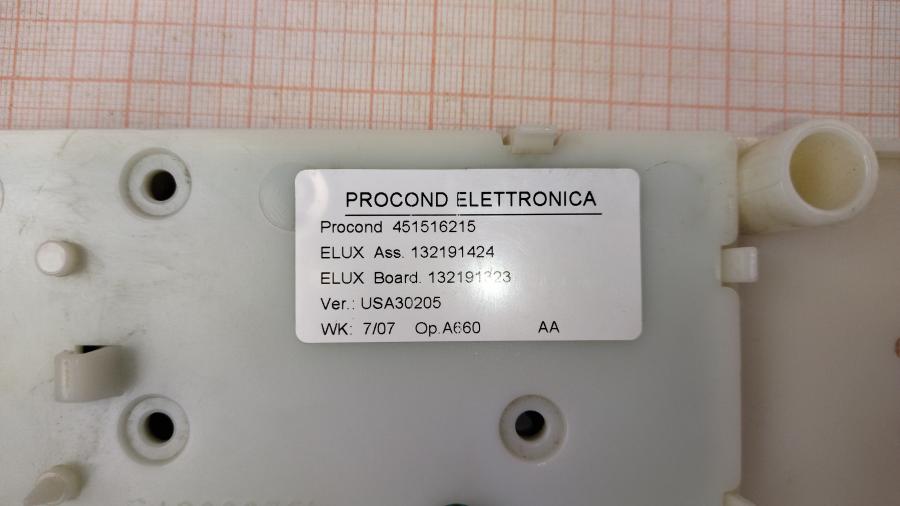 PROCOND ELETTRONICA
Procond 451516215
ELUX Ass. 132191424
ELUX Board.
Ver.: USA30205
WK: 7/07 Op.A660 AA